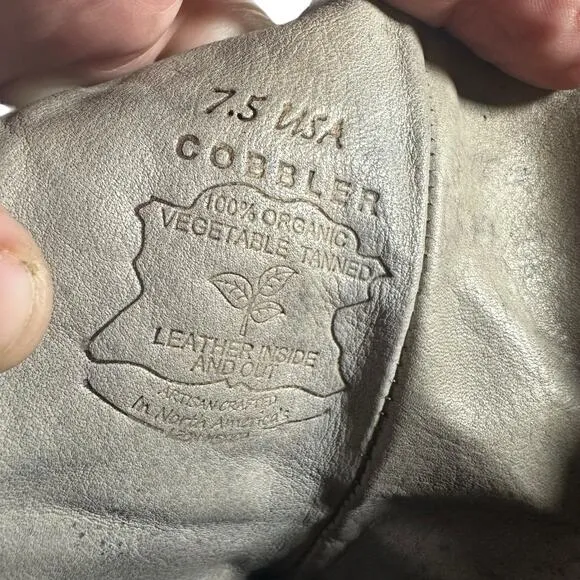 7.5 USA
COBBLER
100% ORGANIC
VEGETABLE TANNED
LEATHER INSIDE
AND OUT
ARTISAN CRAFTED
In North America's